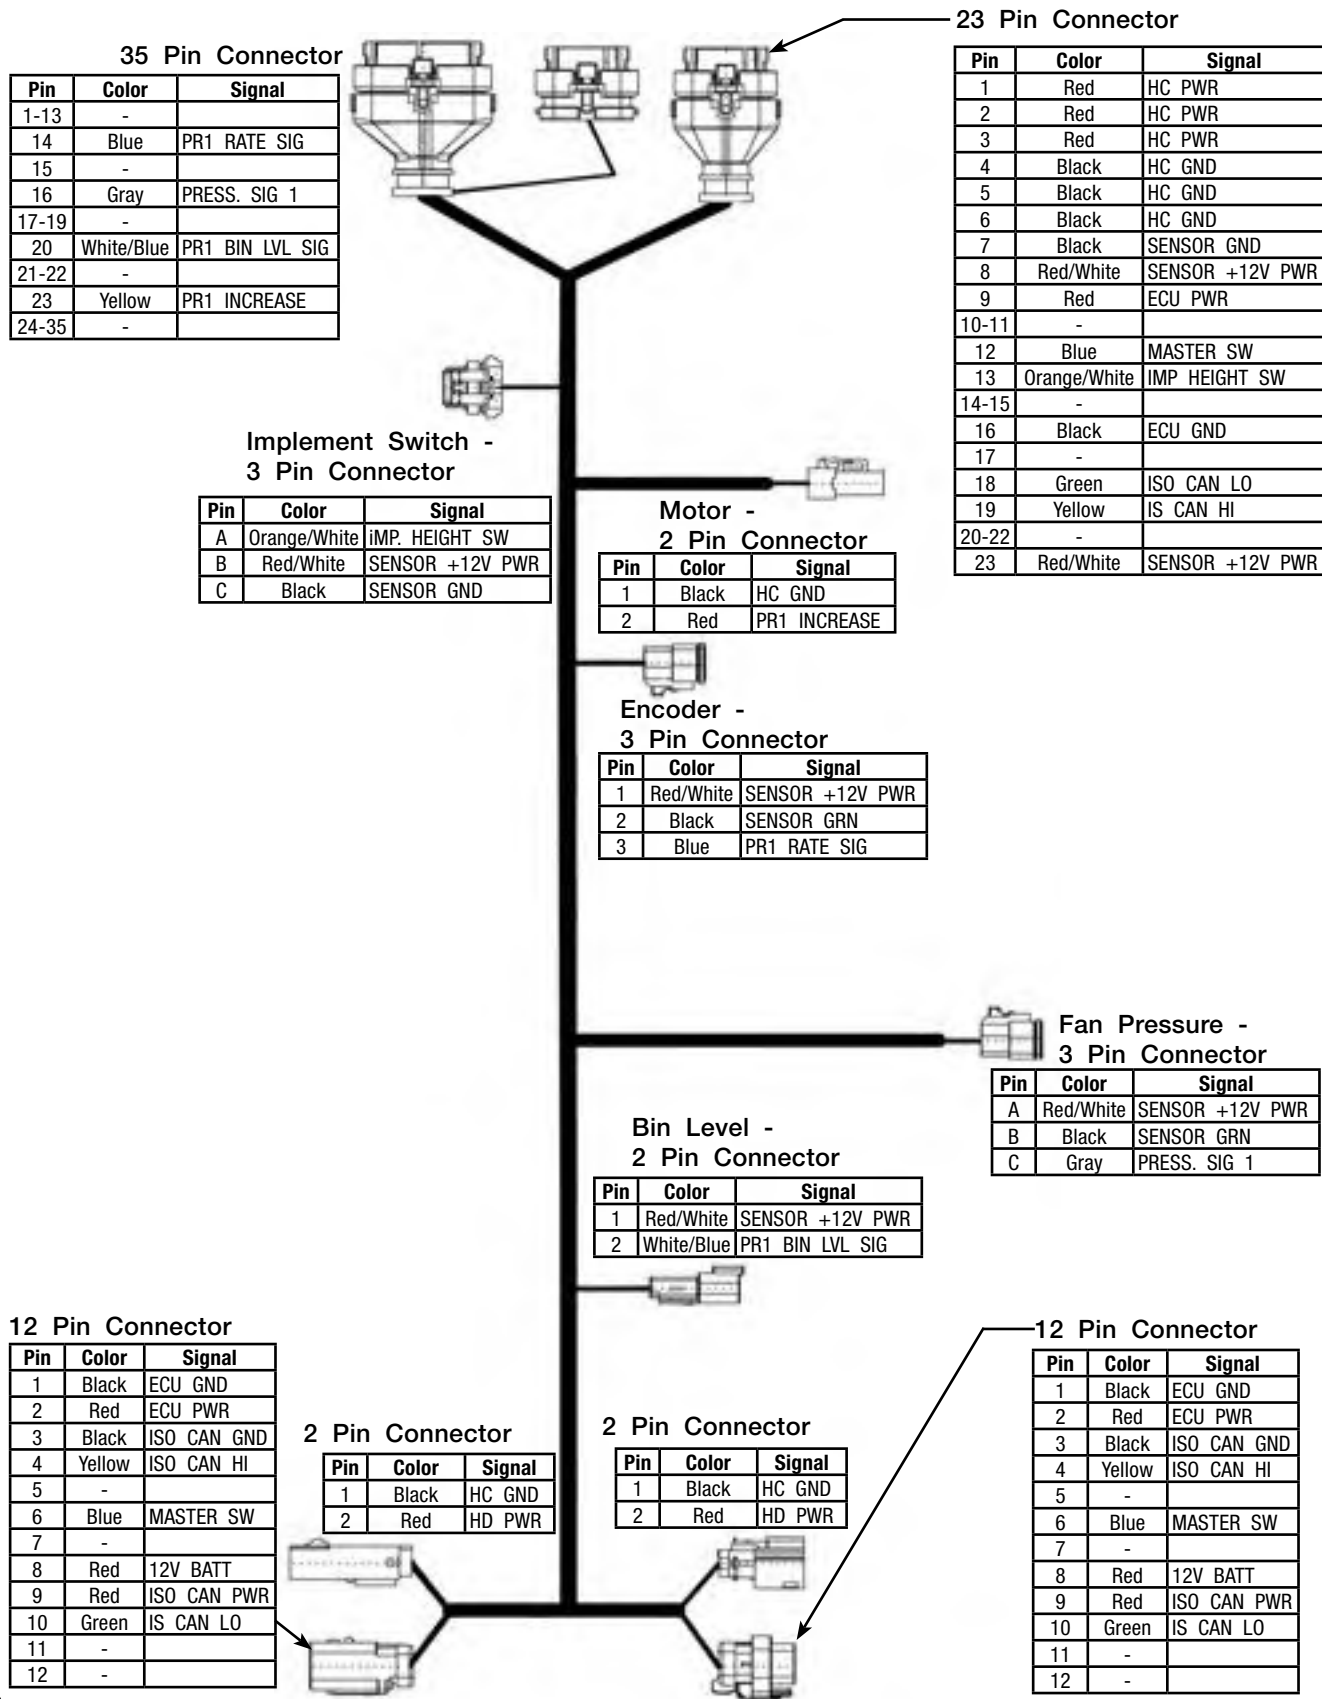 23 Pin Connector
Pin Color Signal
1 Red HC PWR
2 Red HC PWR
3 Red HC PWR
4 Black HC GND
5 Black HC GND
6 Black HC GND
7 Black SENSOR GND
8 Red/White SENSOR +12V PWR
9 Red ECU PWR
10-11 -
12 Blue MASTER SW
13 Orange/White IMP HEIGHT SW
14-15 -
16 Black ECU GND
17 -
18 Green ISO CAN LO
19 Yellow IS CAN HI
20-22 -
23 Red/White SENSOR +12V PWR
35 Pin Connector
Pin Color Signal
1-13 -
14 Blue PR1 RATE SIG
15 -
16 Gray PRESS. SIG 1
17-19 -
20 White/Blue PR1 BIN LVL SIG
21-22 -
23 Yellow PR1 INCREASE
24-35 -
Implement Switch -
3 Pin Connector
Pin Color Signal
A Orange/White iMP. HEIGHT SW
B Red/White SENSOR +12V PWR
C Black SENSOR GND
Motor -
2 Pin Connector
Pin Color Signal
1 Black HC GND
2 Red PR1 INCREASE
Encoder -
3 Pin Connector
Pin Color Signal
1 Red/White SENSOR +12V PWR
2 Black SENSOR GRN
3 Blue PR1 RATE SIG
Fan Pressure -
3 Pin Connector
Pin Color Signal
A Red/White SENSOR +12V PWR
B Black SENSOR GRN
C Gray PRESS. SIG 1
Bin Level -
2 Pin Connector
Pin Color Signal
1 Red/White SENSOR +12V PWR
2 White/Blue PR1 BIN LVL SIG
12 Pin Connector
Pin Color Signal
1 Black ECU GND
2 Red ECU PWR
3 Black ISO CAN GND
4 Yellow ISO CAN HI
5 -
6 Blue MASTER SW
7 -
8 Red 12V BATT
9 Red ISO CAN PWR
10 Green IS CAN LO
11 -
12 -
2 Pin Connector
Pin Color Signal
1 Black HC GND
2 Red HD PWR
2 Pin Connector
Pin Color Signal
1 Black HC GND
2 Red HD PWR
12 Pin Connector
Pin Color Signal
1 Black ECU GND
2 Red ECU PWR
3 Black ISO CAN GND
4 Yellow ISO CAN HI
5 -
6 Blue MASTER SW
7 -
8 Red 12V BATT
9 Red ISO CAN PWR
10 Green IS CAN LO
11 -
12 -